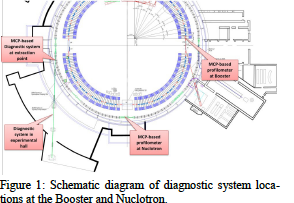 MCP-based
Diagnostic system
at extraction
point
MCP-based
profilometer
at Booster
Diagnostic
system in
experimental
hall
MCP-based
profilometer
at Nuclotron
Figure 1: Schematic diagram of diagnostic system loca-
tions at the Booster and Nuclotron.